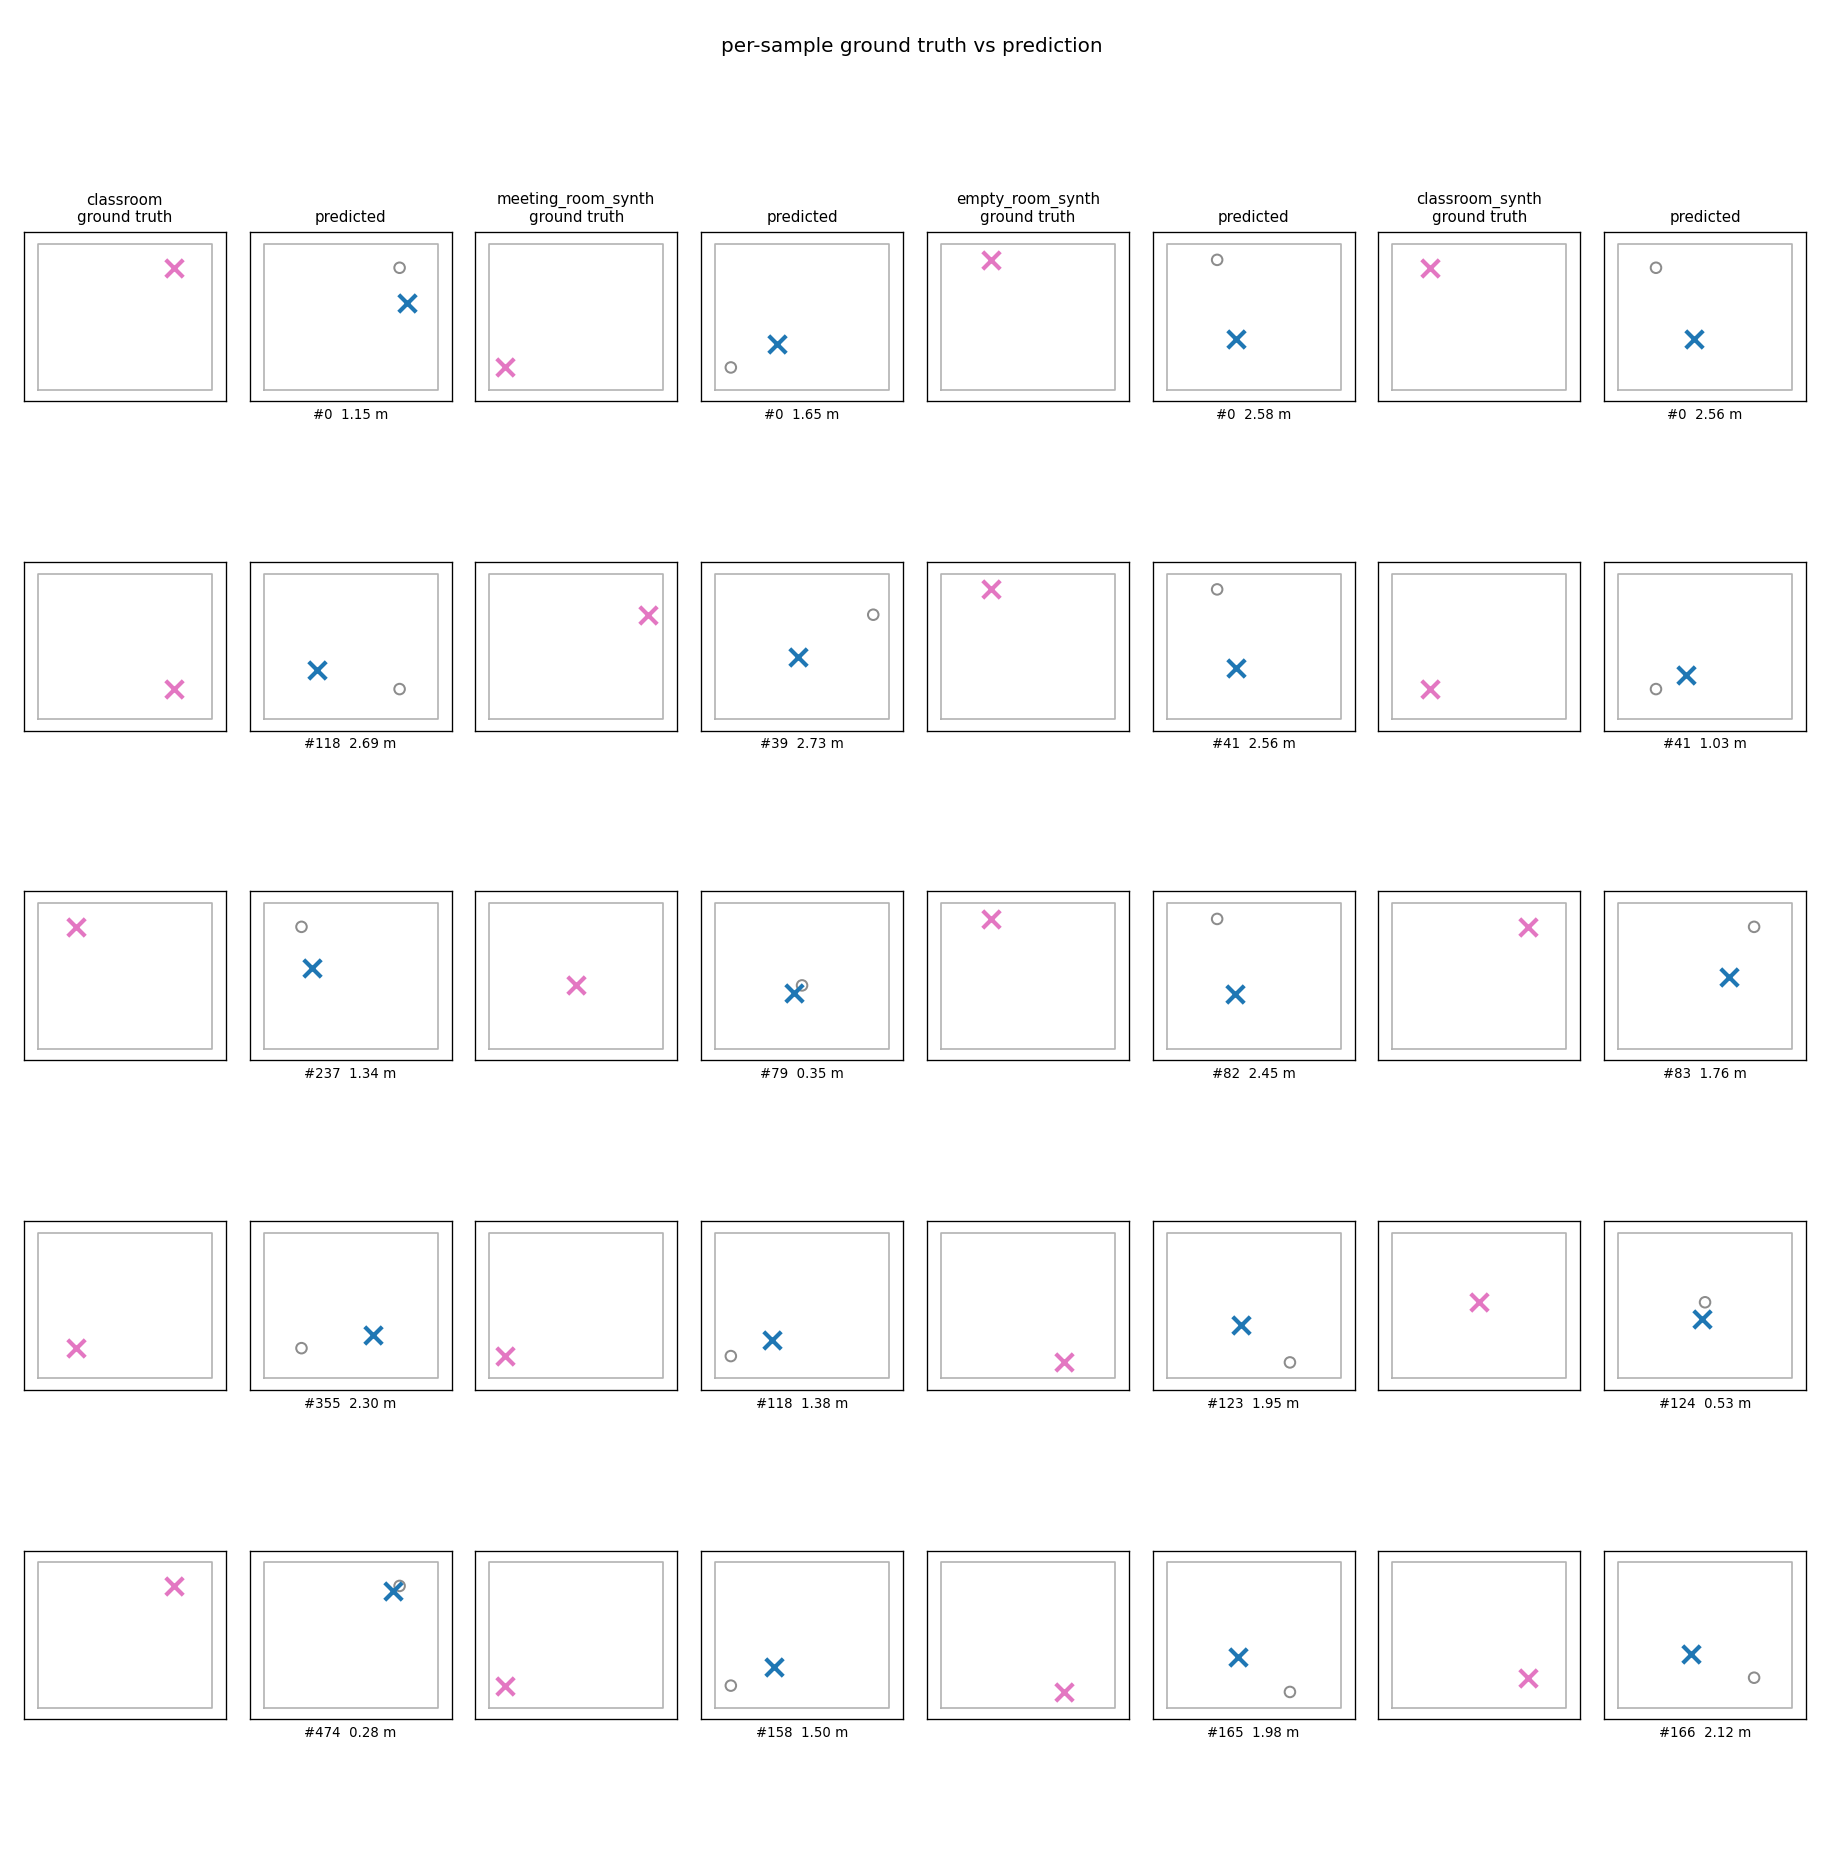 per-sample ground truth vs prediction
classroom
ground truth
predicted
meeting_room_synth
ground truth
predicted
empty_room_synth
ground truth
predicted
classroom_synth
ground truth
predicted
#0  1.15 m
#0  1.65 m
#0  2.58 m
#0  2.56 m
#118  2.69 m
#39  2.73 m
#41  2.56 m
#41  1.03 m
#237  1.34 m
#79  0.35 m
#82  2.45 m
#83  1.76 m
#355  2.30 m
#118  1.38 m
#123  1.95 m
#124  0.53 m
#474  0.28 m
#158  1.50 m
#165  1.98 m
#166  2.12 m